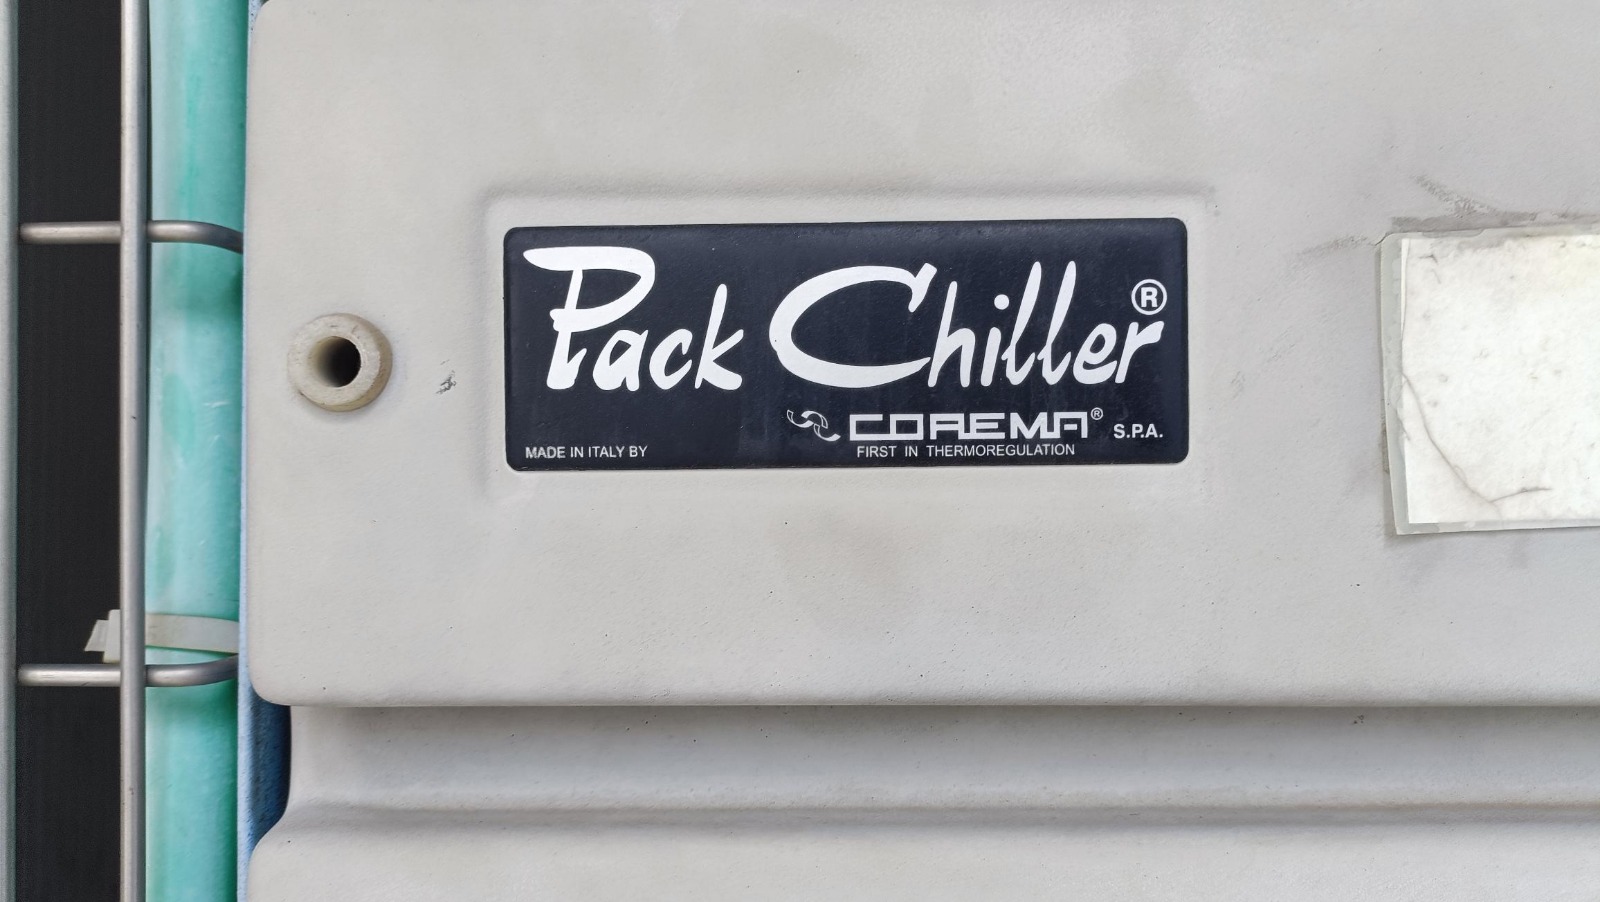 Pack Chiller®
COREMA® S.P.A.
MADE IN ITALY BY
FIRST IN THERMOREGULATION